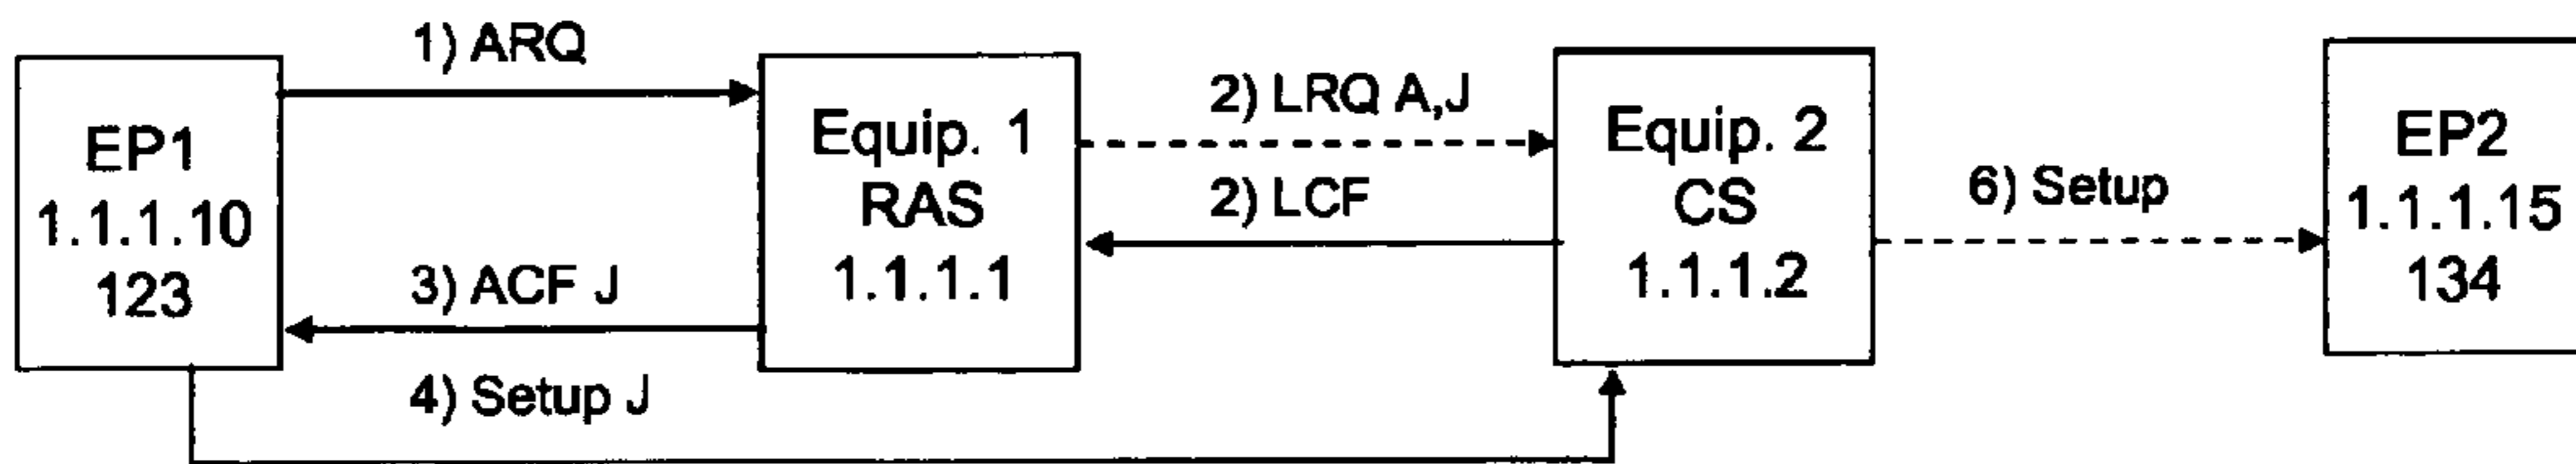 1) ARQ
EP1
1.1.1.10
123
Equip. 1
RAS
1.1.1.1
2) LRQ A,J
2) LCF
Equip. 2
CS
1.1.1.2
6) Setup
EP2
1.1.1.15
134
3) ACF J
4) Setup J